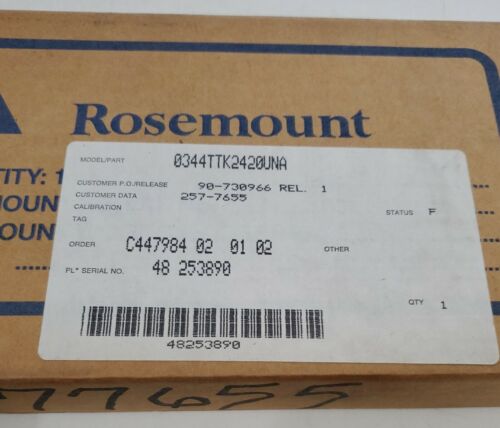 Rosemount
MODEL/PART 0344TTK2420UNA
TITY: 1
CUSTOMER P.O./RELEASE 90-730966 REL. 1
CUSTOMER DATA 257-7655
MOUN
CALIBRATION
STATUS F
TAG
OUN
ORDER C447984 02 01 02 OTHER
PL* SERIAL NO. 48 253890
QTY 1
48253890
77655